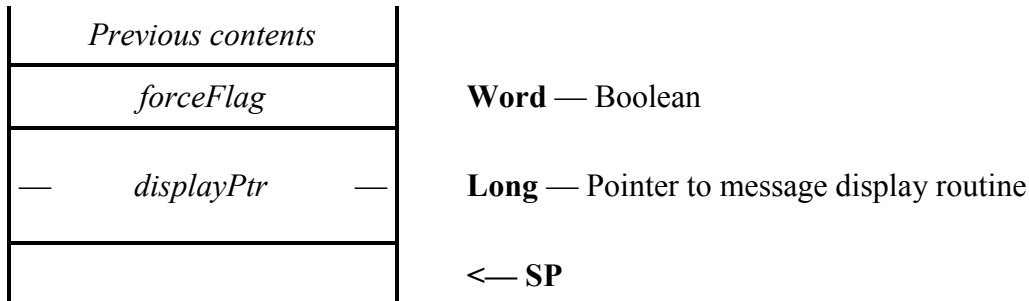 Previous contents
forceFlag Word — Boolean
— displayPtr — Long — Pointer to message display routine
<— SP